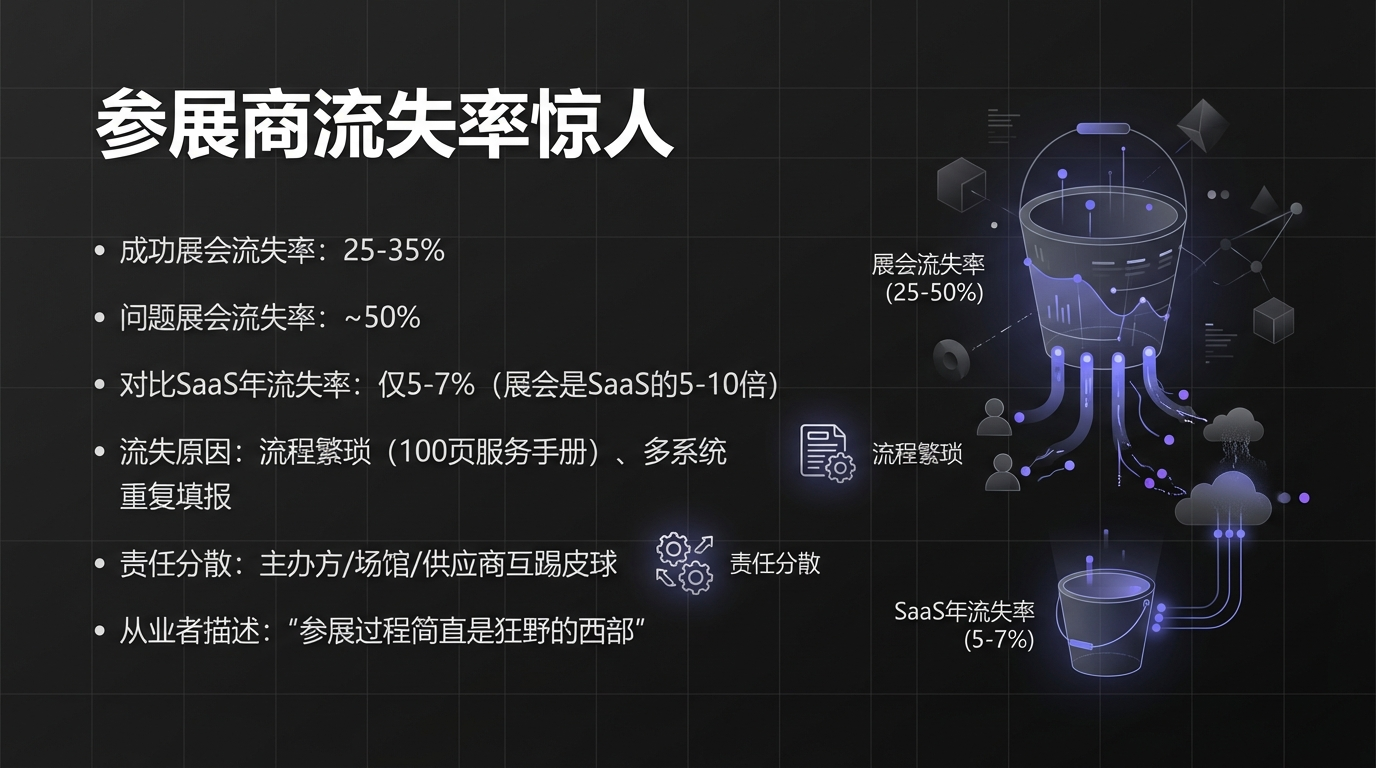 参展商流失率惊人
• 成功展会流失率：25-35%
• 问题展会流失率：~50%
• 对比SaaS年流失率：仅5-7%（展会是SaaS的5-10倍）
• 流失原因：流程繁琐（100页服务手册）、多系统
重复填报
• 责任分散：主办方/场馆/供应商互踢皮球
• 从业者描述：“参展过程简直是狂野的西部”
展会流失率
(25-50%)
流程繁琐
责任分散
SaaS年流失率
(5-7%)